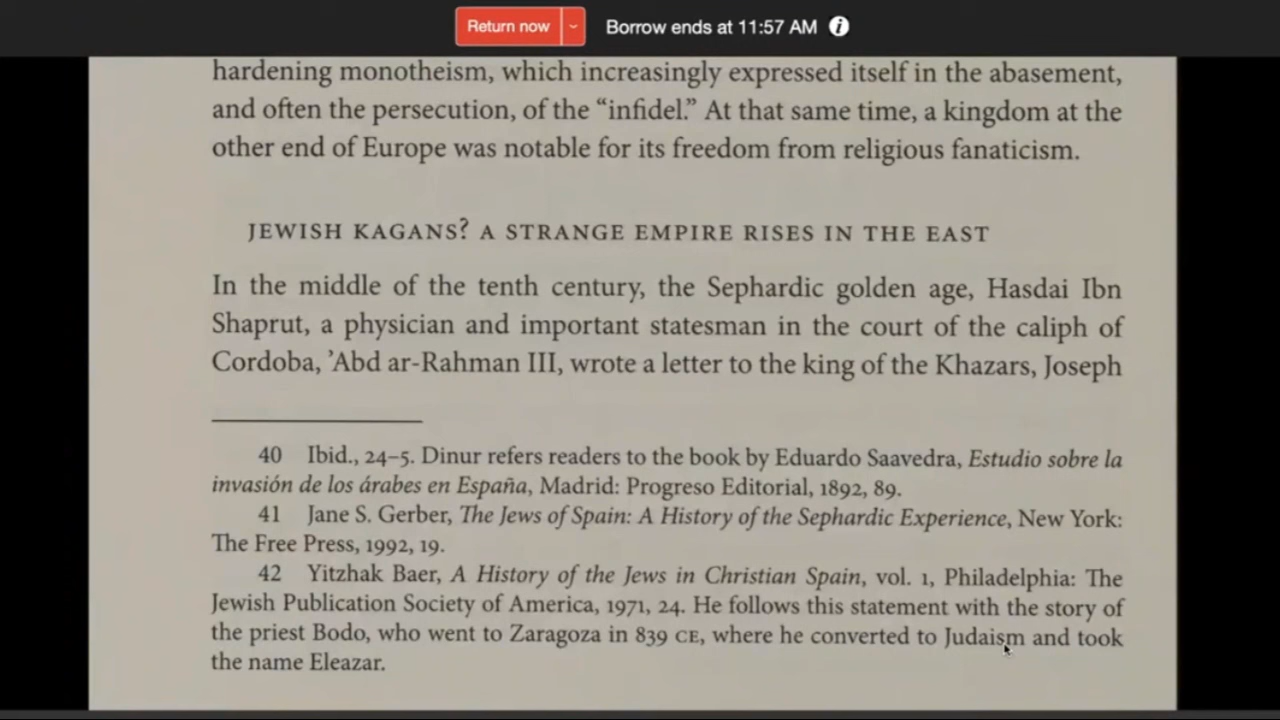 Return now
Borrow ends at 11:57 AM
hardening monotheism, which increasingly expressed itself in the abasement,
and often the persecution, of the “infidel.” At that same time, a kingdom at the
other end of Europe was notable for its freedom from religious fanaticism.
JEWISH KAGANS? A STRANGE EMPIRE RISES IN THE EAST
In the middle of the tenth century, the Sephardic golden age, Hasdai Ibn
Shaprut, a physician and important statesman in the court of the caliph of
Cordoba, ’Abd ar-Rahman III, wrote a letter to the king of the Khazars, Joseph
40 Ibid., 24–5. Dinur refers readers to the book by Eduardo Saavedra, Estudio sobre la
invasión de los árabes en España, Madrid: Progreso Editorial, 1892, 89.
41 Jane S. Gerber, The Jews of Spain: A History of the Sephardic Experience, New York:
The Free Press, 1992, 19.
42 Yitzhak Baer, A History of the Jews in Christian Spain, vol. 1, Philadelphia: The
Jewish Publication Society of America, 1971, 24. He follows this statement with the story of
the priest Bodo, who went to Zaragoza in 839 CE, where he converted to Judaism and took
the name Eleazar.